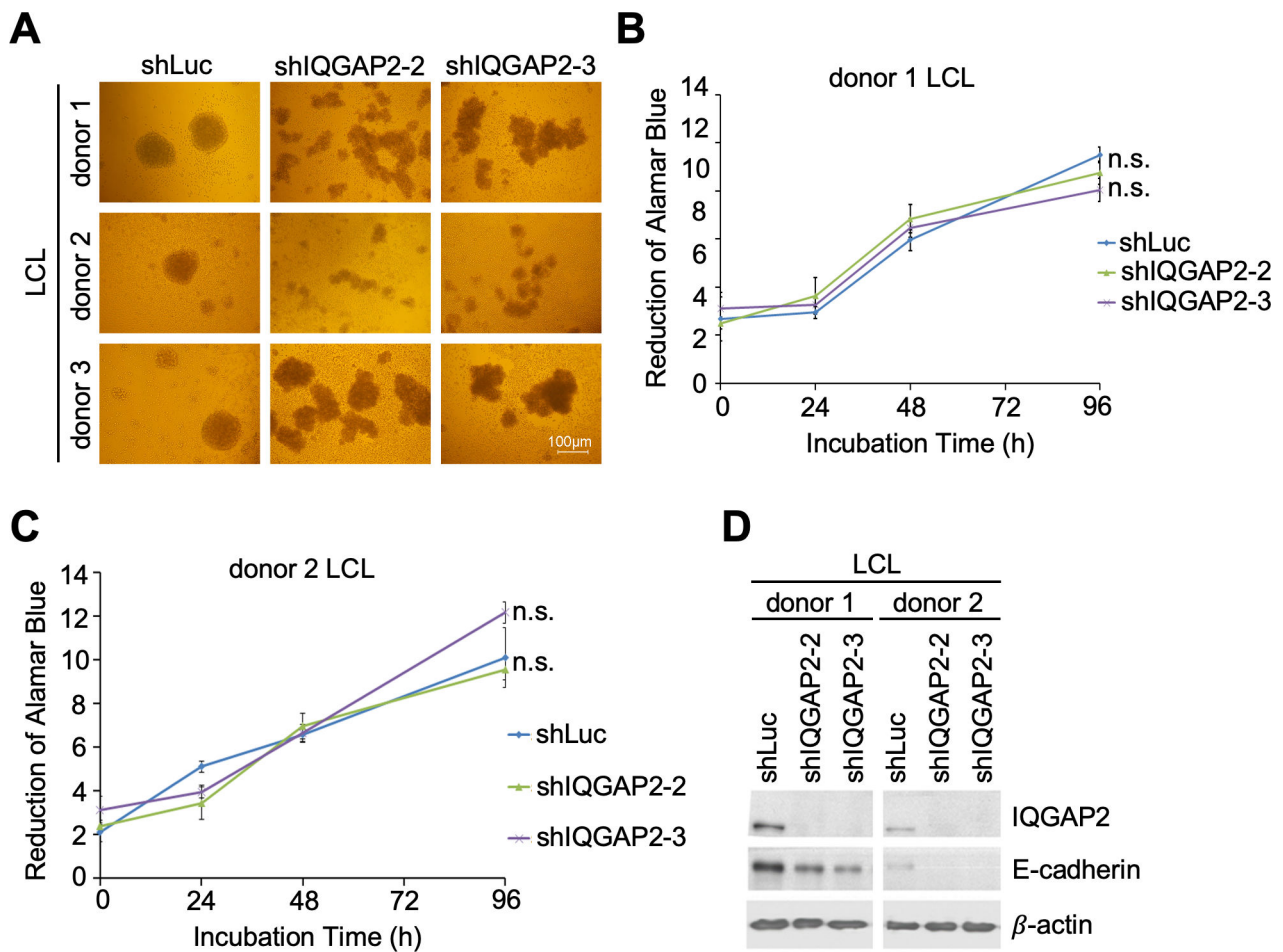 A
shLuc shIQGAP2-2 shIQGAP2-3
LCL
donor 1
donor 2
donor 3
100μm
B
donor 1 LCL
Reduction of Alamar Blue
14
12
10
8
6
4
2
0
0 24 48 72 96
Incubation Time (h)
n.s.
n.s.
shLuc
shIQGAP2-2
shIQGAP2-3
C
donor 2 LCL
Reduction of Alamar Blue
14
12
10
8
6
4
2
0
0 24 48 72 96
Incubation Time (h)
n.s.
n.s.
shLuc
shIQGAP2-2
shIQGAP2-3
D
LCL
donor 1 donor 2
shLuc shIQGAP2-2 shIQGAP2-3 shLuc shIQGAP2-2 shIQGAP2-3
IQGAP2
E-cadherin
β-actin